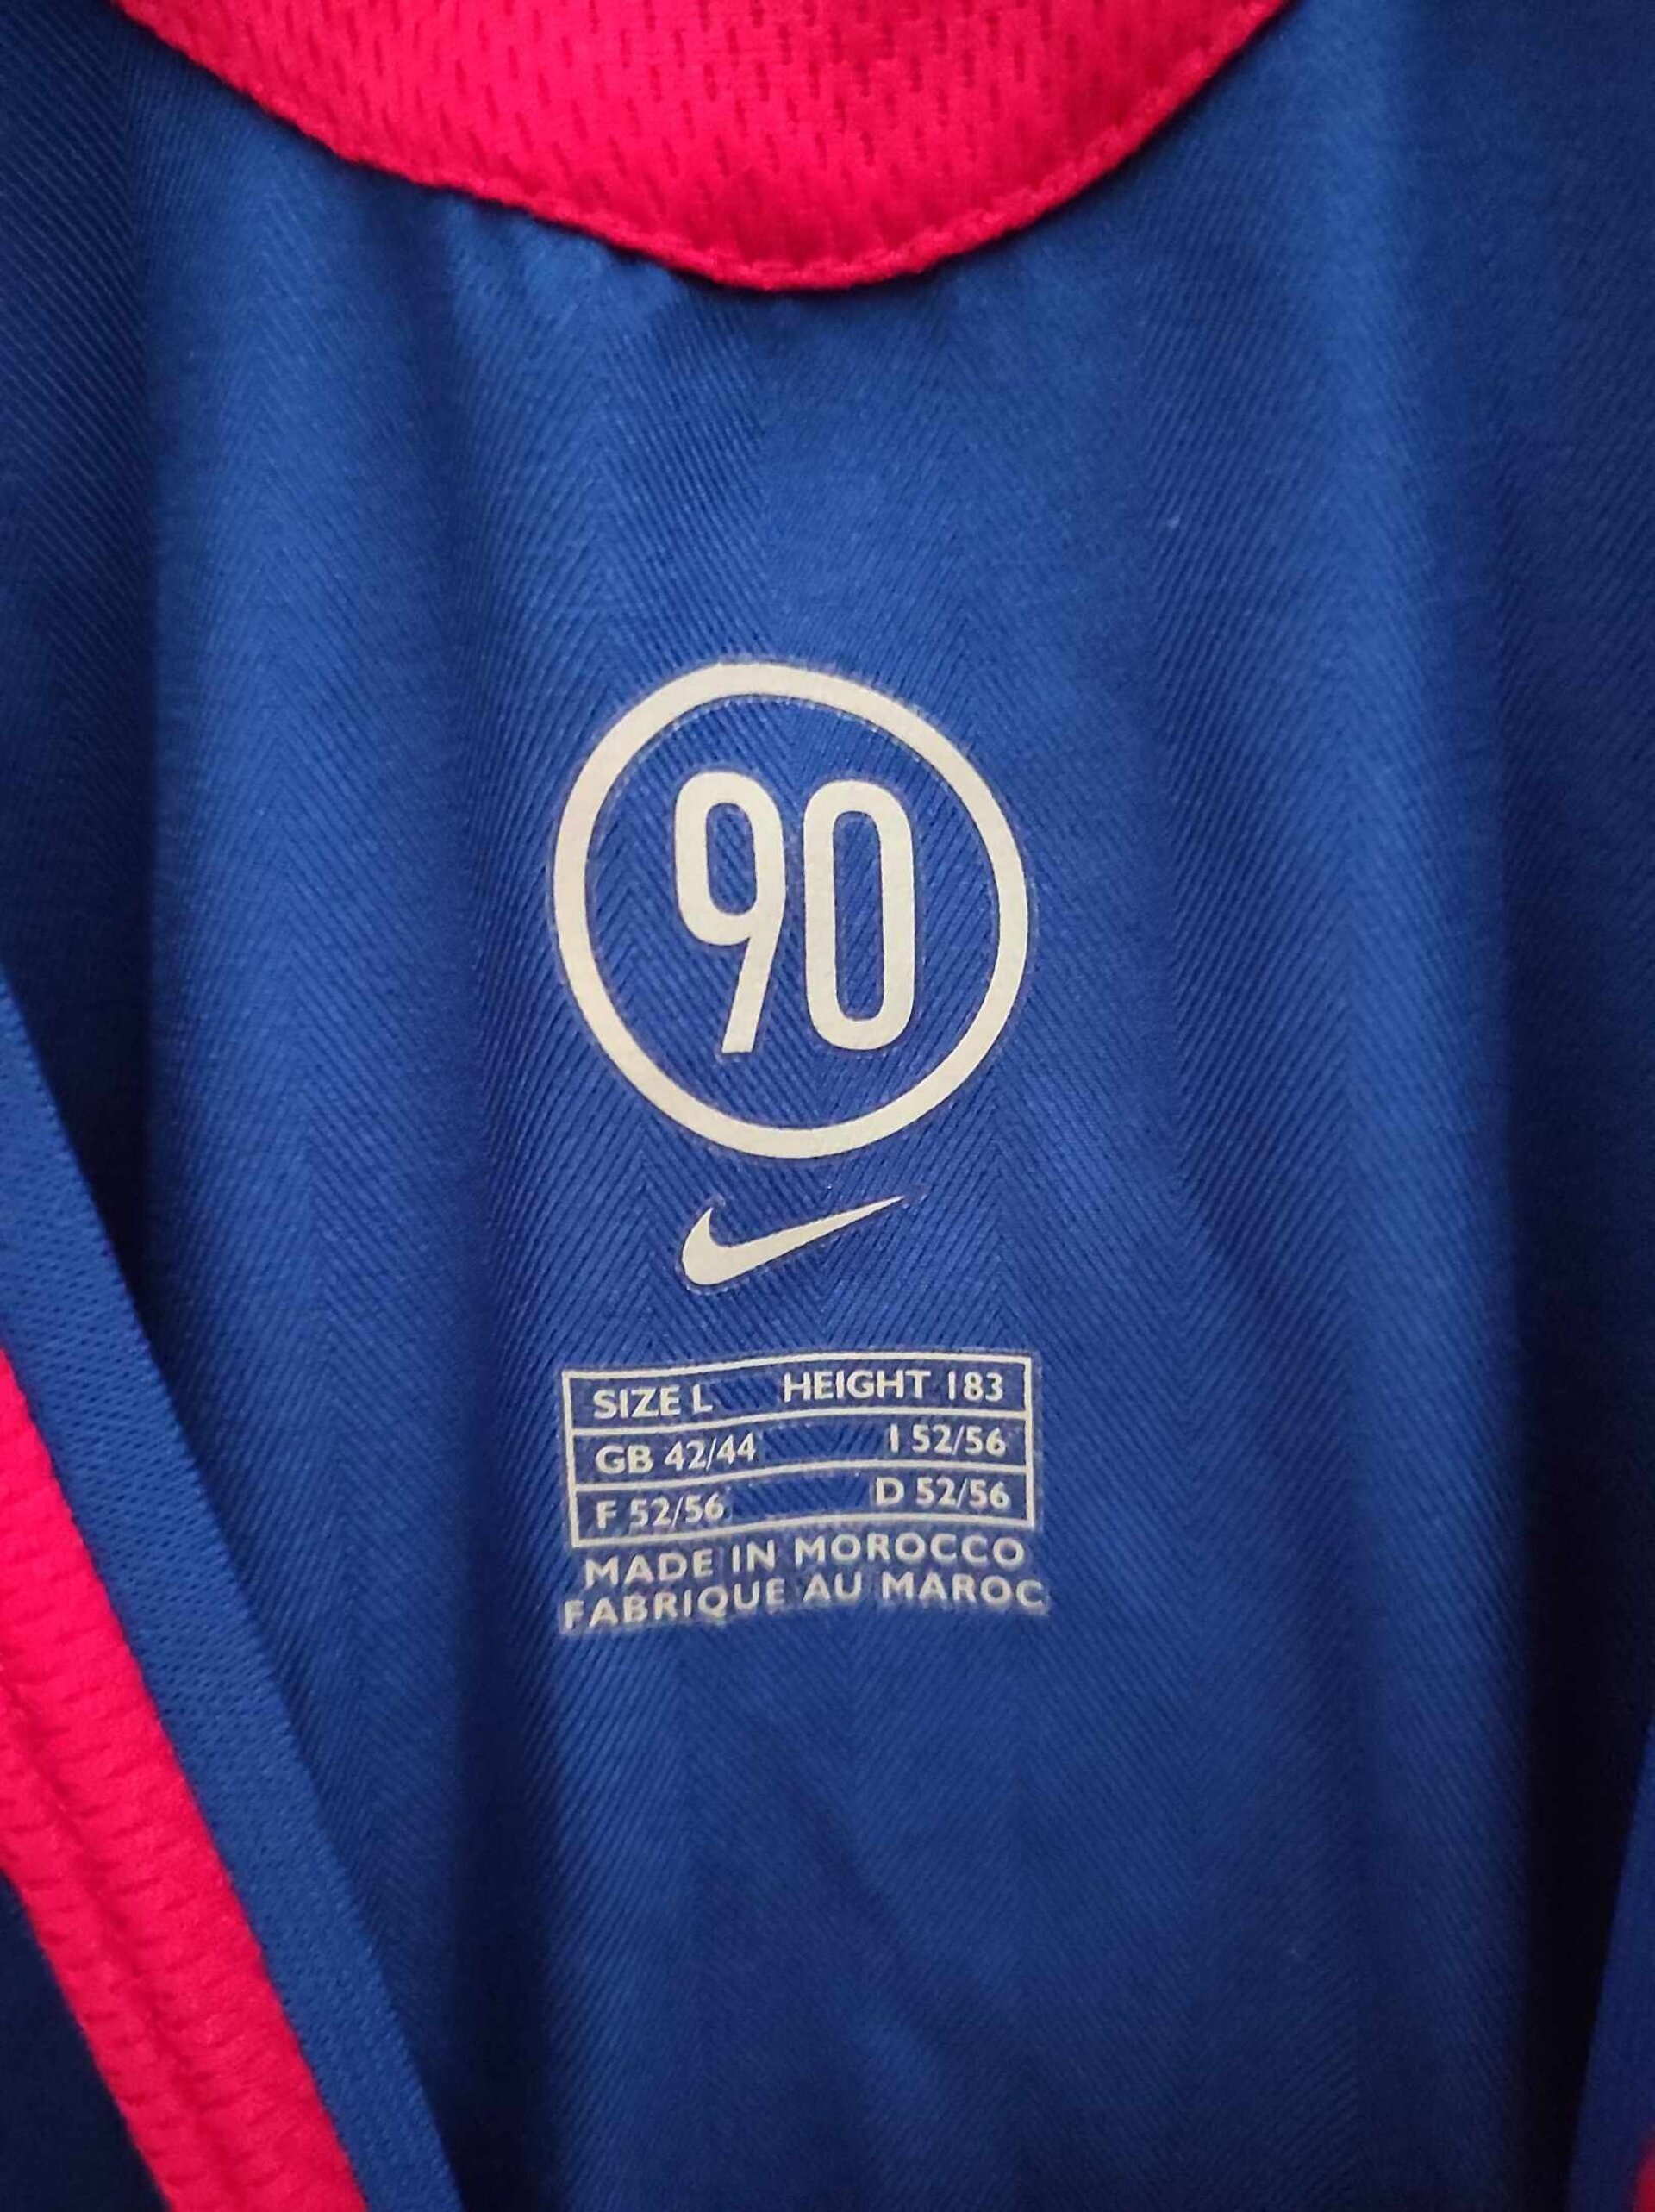 90
SIZE L HEIGHT 183
GB 42/44 I 52/56
F 52/56 D 52/56
MADE IN MOROCCO
FABRIQUE AU MAROC